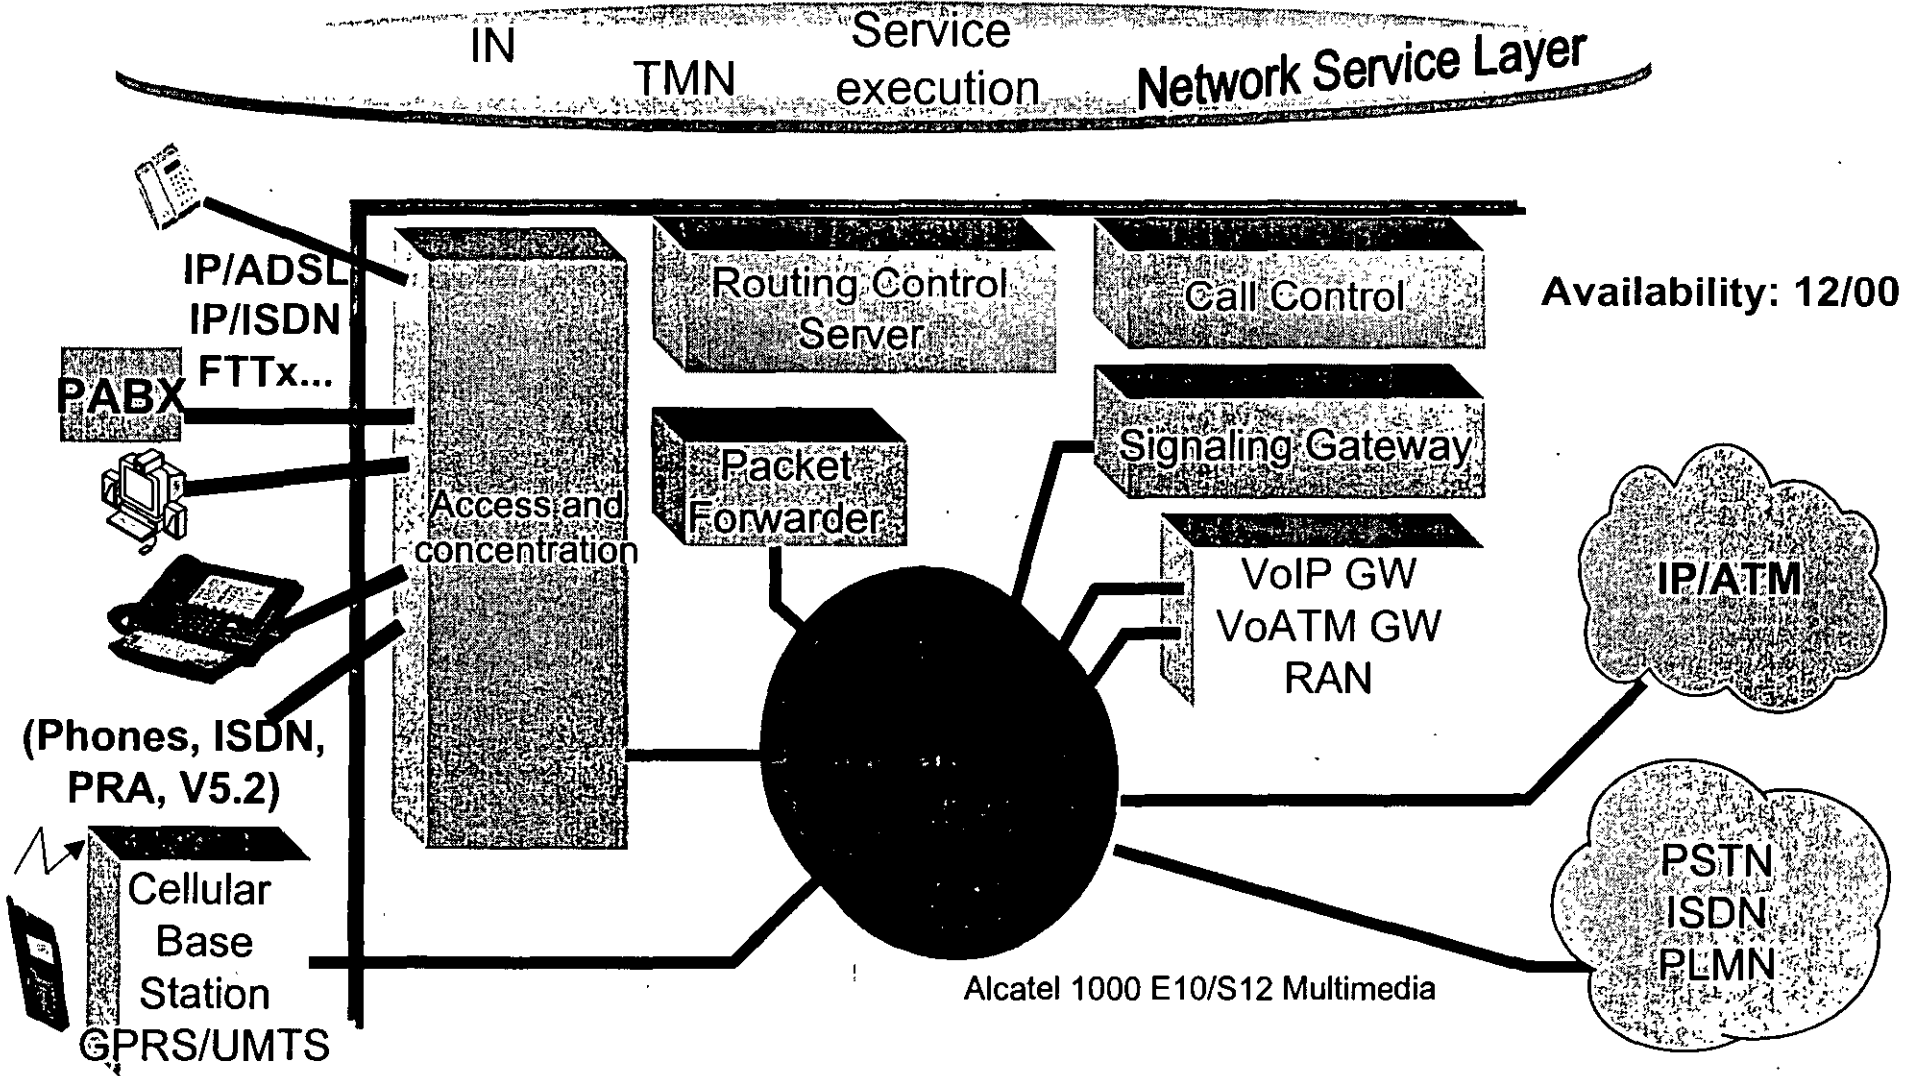 IN
TMN
Service
execution
Network Service Layer
IP/ADSL
IP/ISDN
FTTx...
PABX
(Phones, ISDN,
PRA, V5.2)
Cellular
Base
Station
GPRS/UMTS
Access and
concentration
Routing Control
Server
Call Control
Availability: 12/00
Packet
Forwarder
Signaling Gateway
VoIP GW
VoATM GW
RAN
IP/ATM
PSTN
ISDN
PLMN
Alcatel 1000 E10/S12 Multimedia